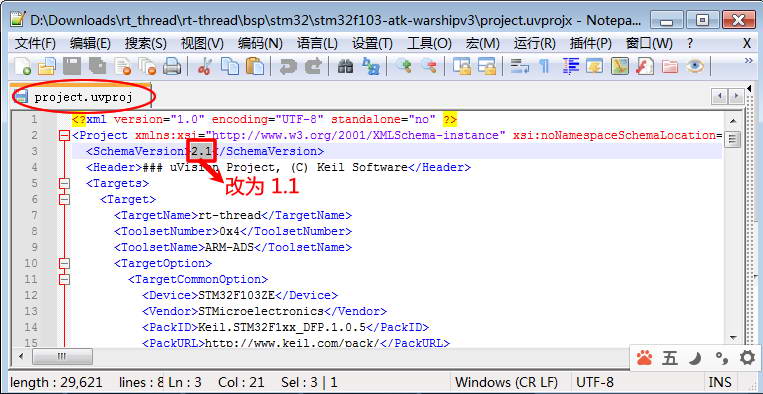 D:\Downloads\rt_thread\rt-thread\bsp\stm32\stm32f103-atk-warshipv3\project.uvprojx - Notepa...
文件(F) 编辑(E) 搜索(S) 视图(V) 编码(N) 语言(L) 设置(T) 工具(O) 宏(M) 运行(R) 插件(P) 窗口(W) ? X
project.uvproj
1 <?xml version="1.0" encoding="UTF-8" standalone="no" ?>
2 <Project xmlns:xsi="http://www.w3.org/2001/XMLSchema-instance" xsi:noNamespaceSchemaLocation=
3 <SchemaVersion>2.1</SchemaVersion>
4 <Header>### uVision Project, (C) Keil Software</Header>
改为 1.1
5 <Targets>
6 <Target>
7 <TargetName>rt-thread</TargetName>
8 <ToolsetNumber>0x4</ToolsetNumber>
9 <ToolsetName>ARM-ADS</ToolsetName>
10 <TargetOption>
11 <TargetCommonOption>
12 <Device>STM32F103ZE</Device>
13 <Vendor>STMicroelectronics</Vendor>
14 <PackID>Keil.STM32F1xx_DFP.1.0.5</PackID>
15 <PackURL>http://www.keil.com/pack/</PackURL>
五
length : 29,621 lines : 8 Ln : 3 Col : 21 Sel : 3 | 1 Windows (CR LF) UTF-8 INS